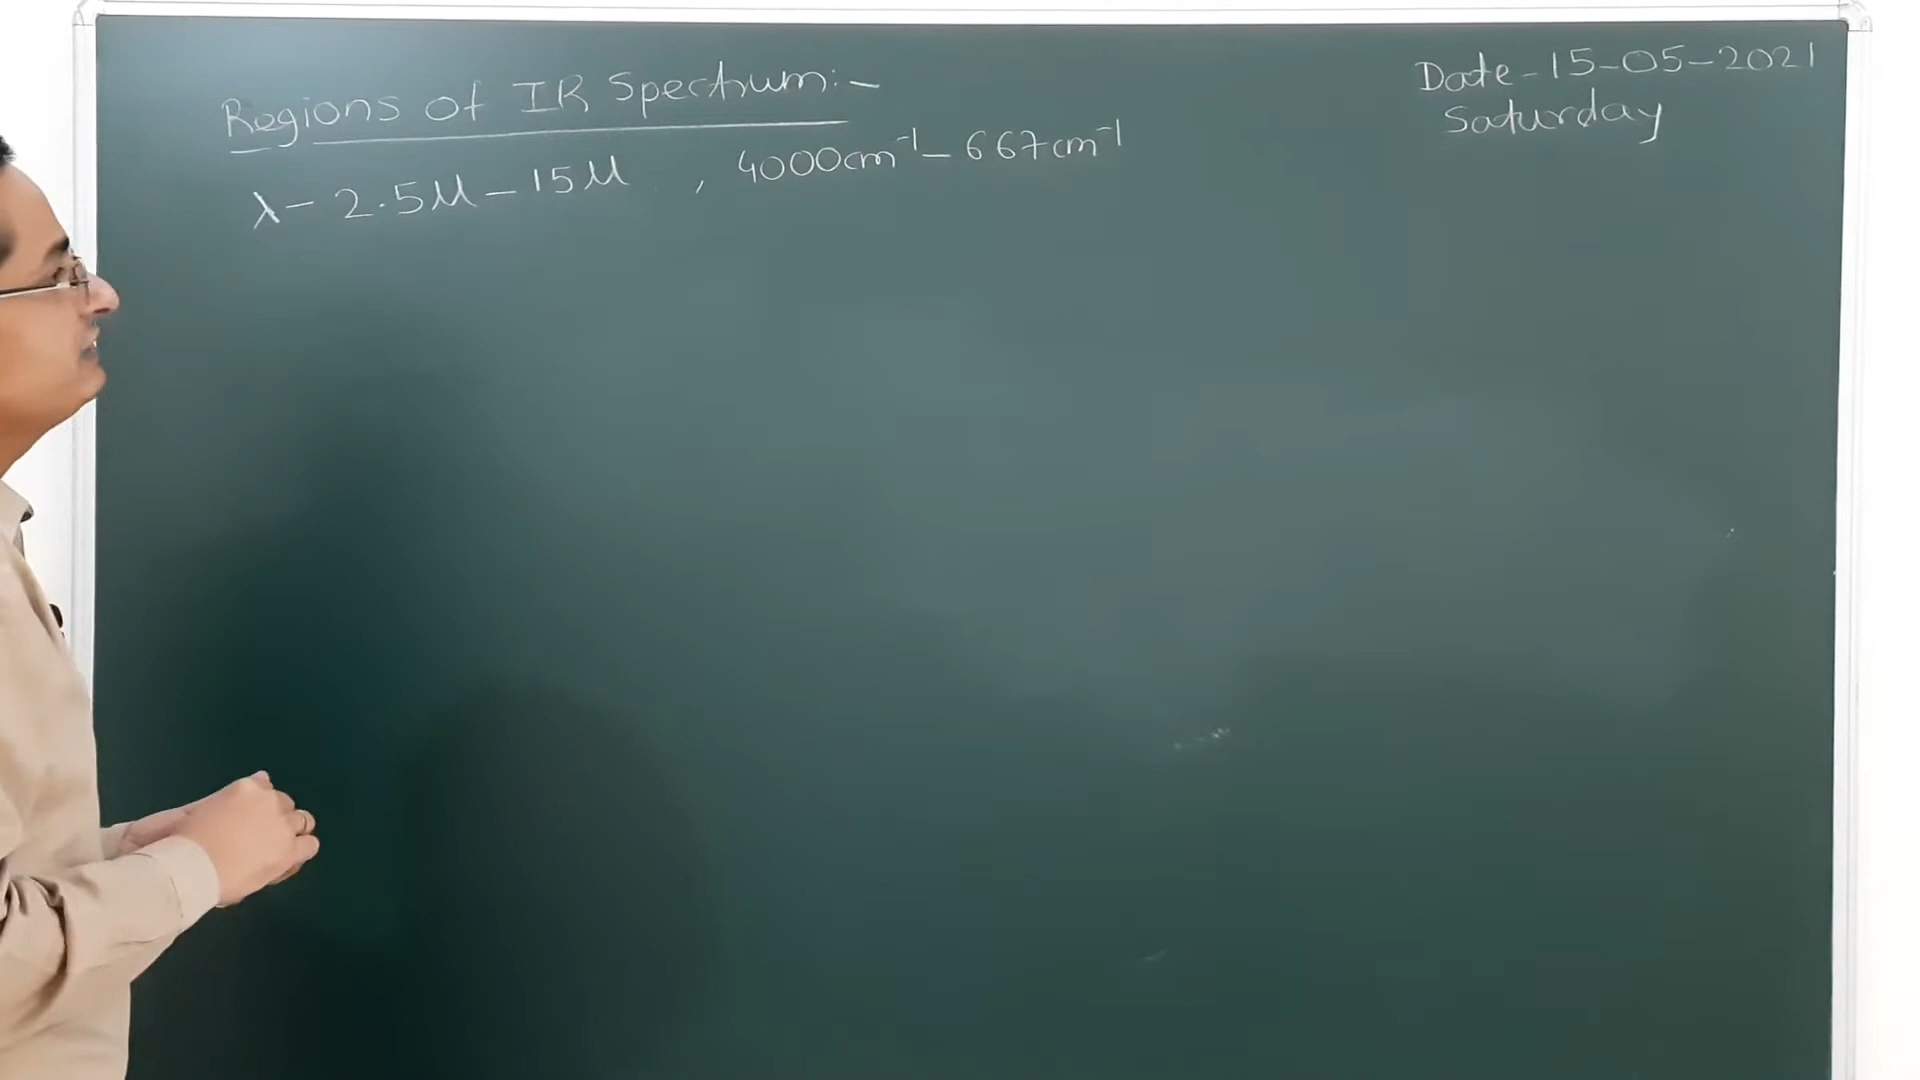 Regions of IR Spectrum:-
Date-15-05-2021
Saturday
λ- 2.5μ-15μ , 4000cm⁻¹-667cm⁻¹